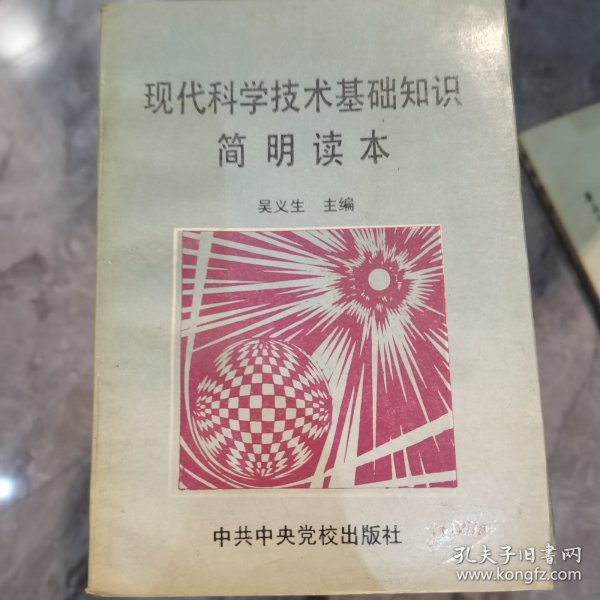 现代科学技术基础知识
简明读本
吴义生 主编
中共中央党校出版社
孔夫子旧书网
www.kongfz.com